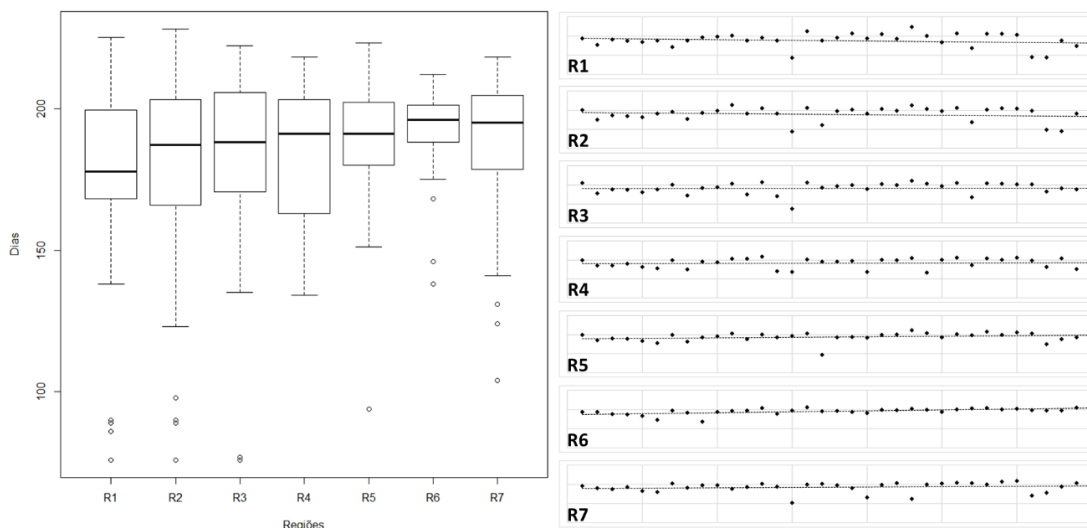 200
150
100
Dias
R1 R2 R3 R4 R5 R6 R7
Regiões
R1
R2
R3
R4
R5
R6
R7